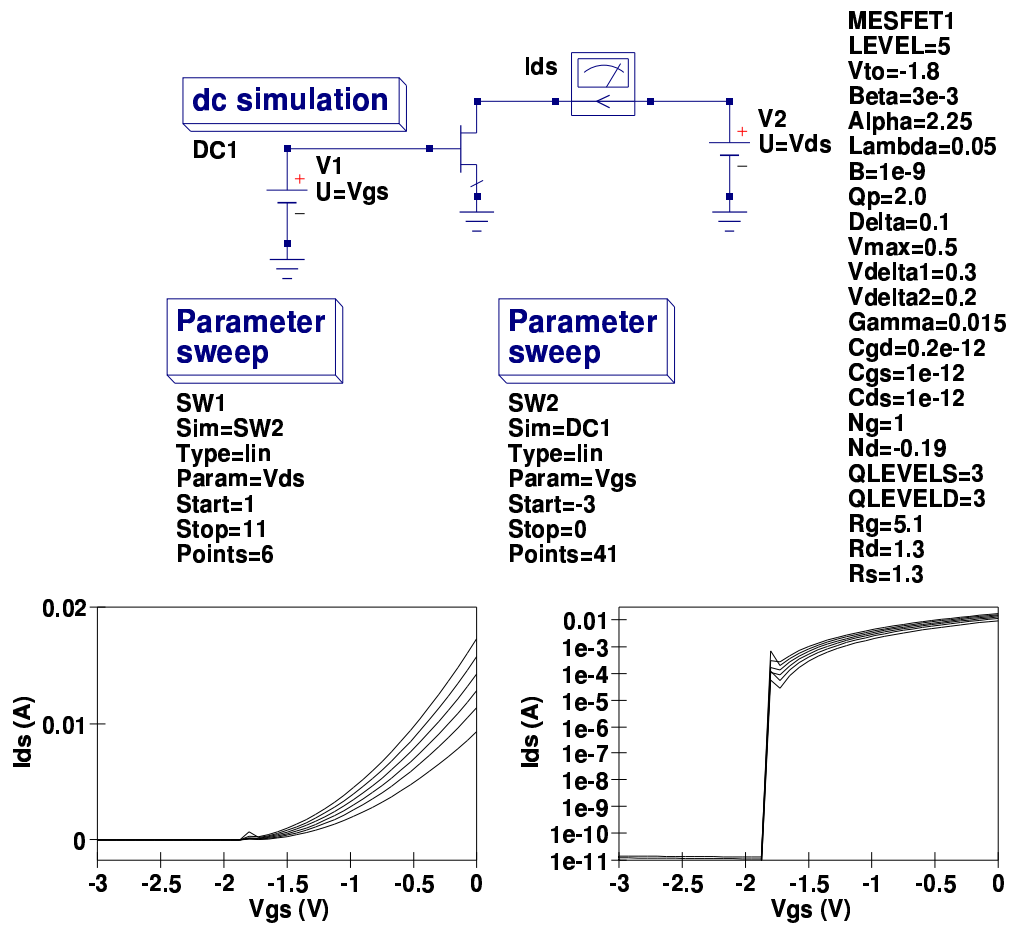 dc simulation
DC1
V1
U=Vgs
Ids
V2
U=Vds
MESFET1
LEVEL=5
Vto=-1.8
Beta=3e-3
Alpha=2.25
Lambda=0.05
B=1e-9
Qp=2.0
Delta=0.1
Vmax=0.5
Vdelta1=0.3
Vdelta2=0.2
Gamma=0.015
Cgd=0.2e-12
Cgs=1e-12
Cds=1e-12
Ng=1
Nd=-0.19
QLEVELS=3
QLEVELD=3
Rg=5.1
Rd=1.3
Rs=1.3
Parameter
sweep
SW1
Sim=SW2
Type=lin
Param=Vds
Start=1
Stop=11
Points=6
Parameter
sweep
SW2
Sim=DC1
Type=lin
Param=Vgs
Start=-3
Stop=0
Points=41
0.02
0.01
0
Ids (A)
-3 -2.5 -2 -1.5 -1 -0.5 0
Vgs (V)
0.01
1e-3
1e-4
1e-5
1e-6
1e-7
1e-8
1e-9
1e-10
1e-11
Ids (A)
-3 -2.5 -2 -1.5 -1 -0.5 0
Vgs (V)